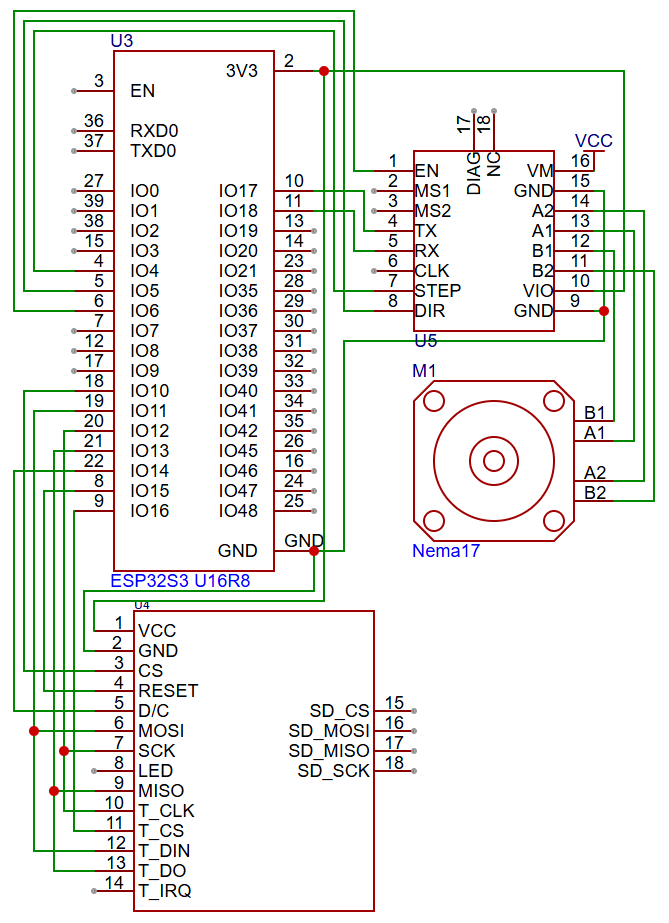 U3
2
3V3
3
EN
36
RXD0
37
TXD0
27
IO0
39
IO1
38
IO2
15
IO3
4
IO4
5
IO5
6
IO6
7
IO7
12
IO8
17
IO9
18
IO10
19
IO11
20
IO12
21
IO13
22
IO14
8
IO15
9
IO16
10
IO17
11
IO18
13
IO19
14
IO20
23
IO21
28
IO35
29
IO36
30
IO37
31
IO38
32
IO39
33
IO40
34
IO41
35
IO42
26
IO45
16
IO46
24
IO47
25
IO48
GND
GND
ESP32S3 U16R8
17
18
DIAG
NC
VCC
1
EN
2
MS1
3
MS2
4
TX
5
RX
6
CLK
7
STEP
8
DIR
16
VM
15
GND
14
A2
13
A1
12
B1
11
B2
10
VIO
9
GND
U5
M1
B1
A1
A2
B2
Nema17
U4
1
VCC
2
GND
3
CS
4
RESET
5
D/C
6
MOSI
7
SCK
8
LED
9
MISO
10
T_CLK
11
T_CS
12
T_DIN
13
T_DO
14
T_IRQ
15
SD_CS
16
SD_MOSI
17
SD_MISO
18
SD_SCK